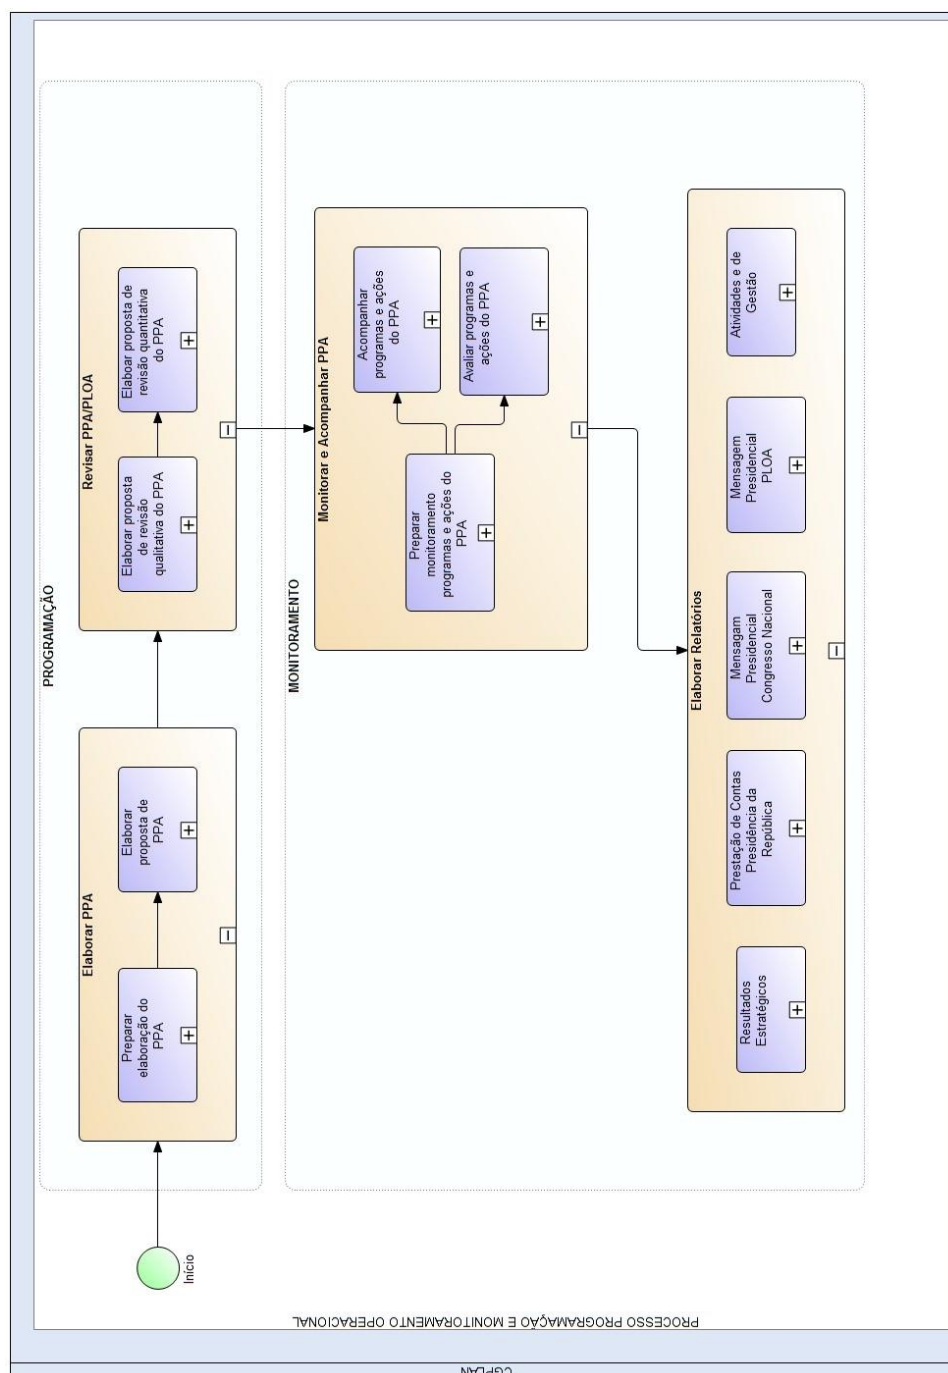 CGPLAN
PROCESSO PROGRAMAÇÃO E MONITORAMENTO OPERACIONAL
Início
PROGRAMAÇÃO
Elaborar PPA
Preparar
elaboração do
PPA
Elaborar
proposta de
PPA
Revisar PPA/PLOA
Elaborar proposta
de revisão
qualitativa do PPA
Elaboar proposta de
revisão quantitativa
do PPA
MONITORAMENTO
Monitorar e Acompanhar PPA
Preparar
monitoramento
programas e ações do
PPA
Acompanhar
programas e ações
do PPA
Avaliar programas e
ações do PPA
Elaborar Relatórios
Resultados
Estratégicos
Prestação de Contas
Presidência da
República
Mensagam
Presidencial
Congresso Nacional
Mensagem
Presidencial
PLOA
Atividades e de
Gestão